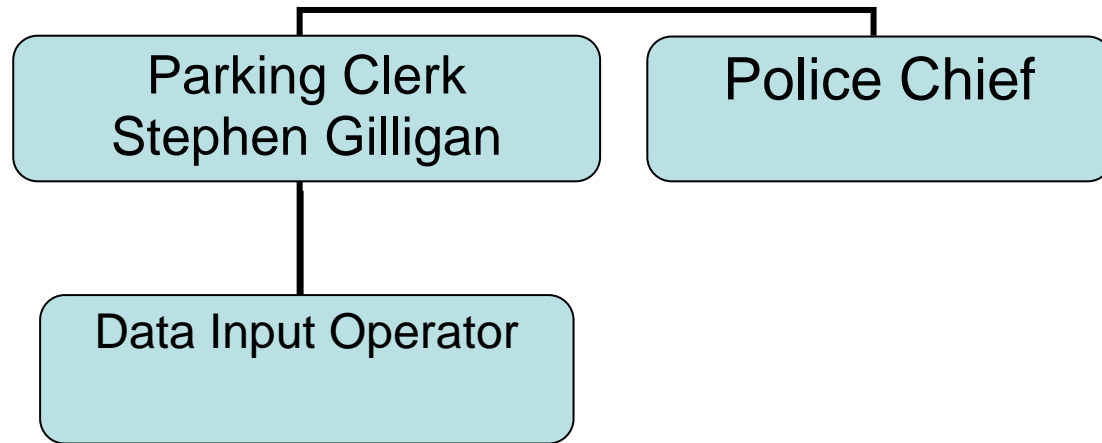 Parking Clerk
Stephen Gilligan
Police Chief
Data Input Operator